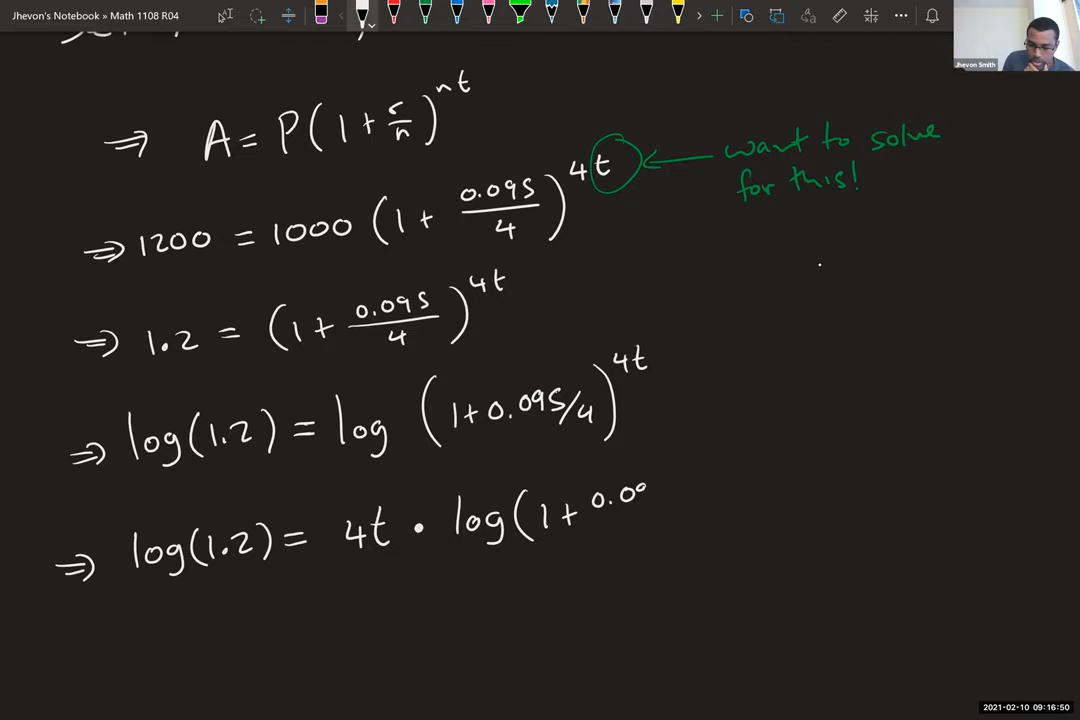 Jhevon's Notebook » Math 1108 R04
Jhevon Smith
⇒ A = P(1 + r/n)^nt
⇒ 1200 = 1000 (1 + 0.095/4)^4t
want to solve
for this!
⇒ 1.2 = (1 + 0.095/4)^4t
⇒ log(1.2) = log (1+0.095/4)^4t
⇒ log(1.2) = 4t • log(1 + 0.00
2021-02-10 09:16:50